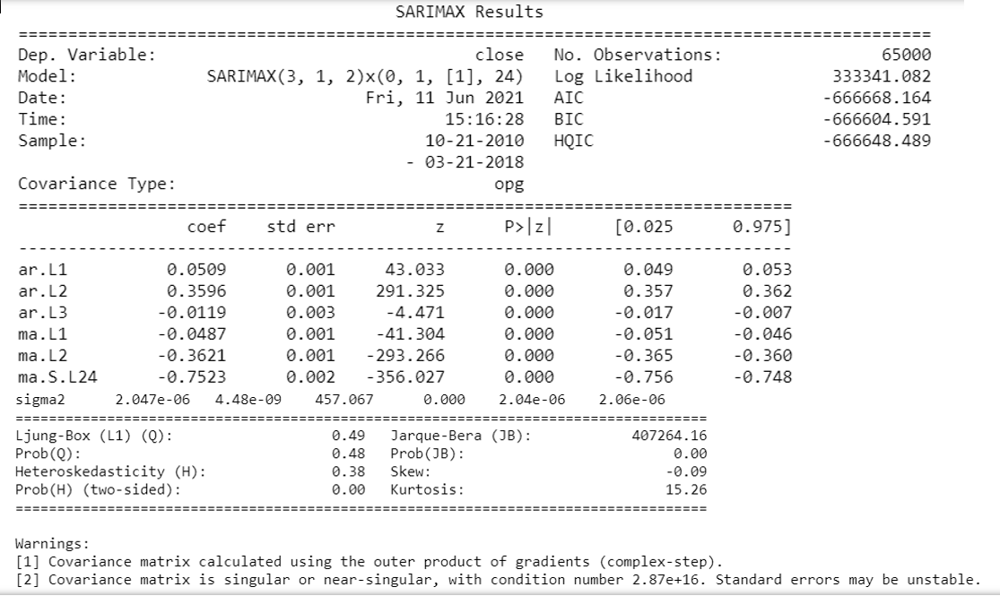 SARIMAX Results
==============================================================================================
Dep. Variable: close No. Observations: 65000
Model: SARIMAX(3, 1, 2)x(0, 1, [1], 24) Log Likelihood 333341.082
Date: Fri, 11 Jun 2021 AIC -666668.164
Time: 15:16:28 BIC -666604.591
Sample: 10-21-2010 HQIC -666648.489
- 03-21-2018
Covariance Type: opg
==============================================================================
coef std err z P>|z| [0.025 0.975]
------------------------------------------------------------------------------
ar.L1 0.0509 0.001 43.033 0.000 0.049 0.053
ar.L2 0.3596 0.001 291.325 0.000 0.357 0.362
ar.L3 -0.0119 0.003 -4.471 0.000 -0.017 -0.007
ma.L1 -0.0487 0.001 -41.304 0.000 -0.051 -0.046
ma.L2 -0.3621 0.001 -293.266 0.000 -0.365 -0.360
ma.S.L24 -0.7523 0.002 -356.027 0.000 -0.756 -0.748
sigma2 2.047e-06 4.48e-09 457.067 0.000 2.04e-06 2.06e-06
===================================================================================
Ljung-Box (L1) (Q): 0.49 Jarque-Bera (JB): 407264.16
Prob(Q): 0.48 Prob(JB): 0.00
Heteroskedasticity (H): 0.38 Skew: -0.09
Prob(H) (two-sided): 0.00 Kurtosis: 15.26
===================================================================================
Warnings:
[1] Covariance matrix calculated using the outer product of gradients (complex-step).
[2] Covariance matrix is singular or near-singular, with condition number 2.87e+16. Standard errors may be unstable.